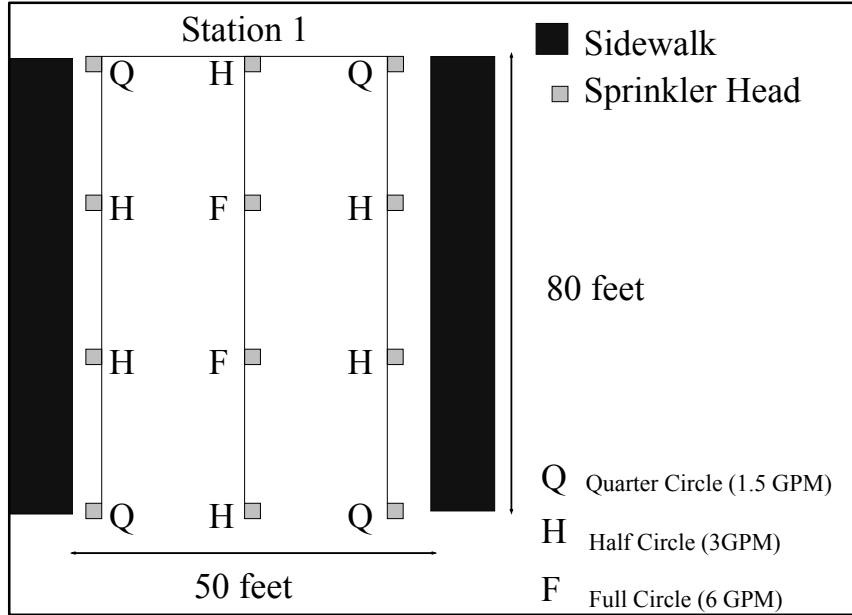 Station 1
Sidewalk
Sprinkler Head
Q H Q
H F H
80 feet
H F H
Q H Q
Q Quarter Circle (1.5 GPM)
H Half Circle (3GPM)
50 feet
F Full Circle (6 GPM)